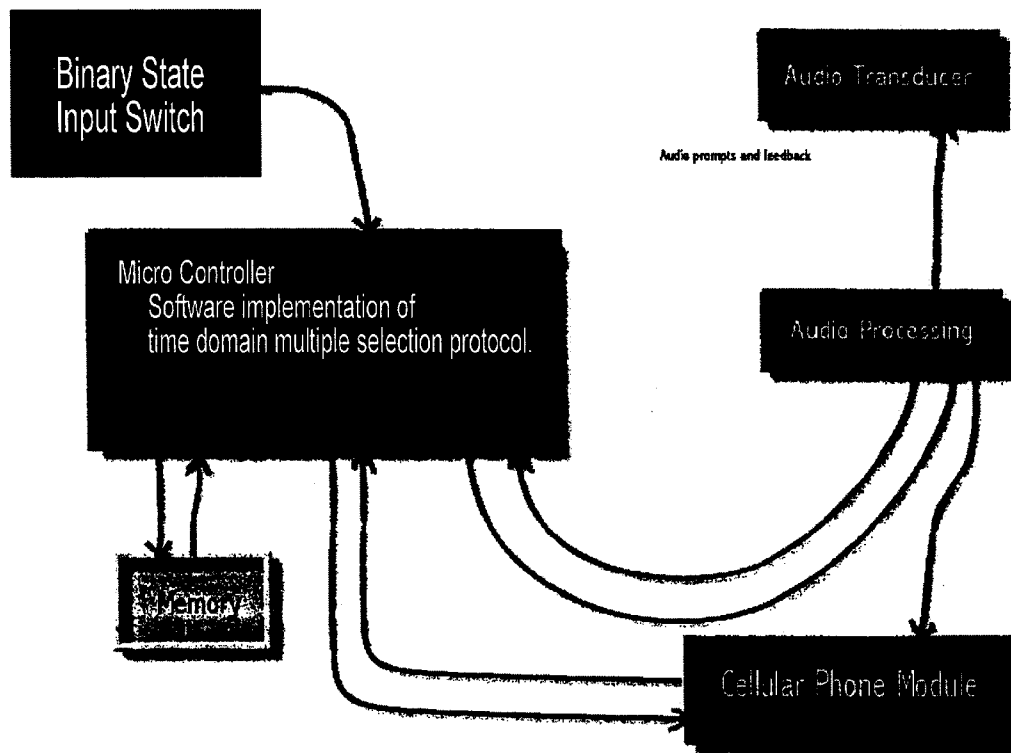 Binary State
Input Switch
Audio Transducer
Audio prompts and feedback
Micro Controller
Software implementation of
time domain multiple selection protocol.
Audio Processing
Memory
Cellular Phone Module